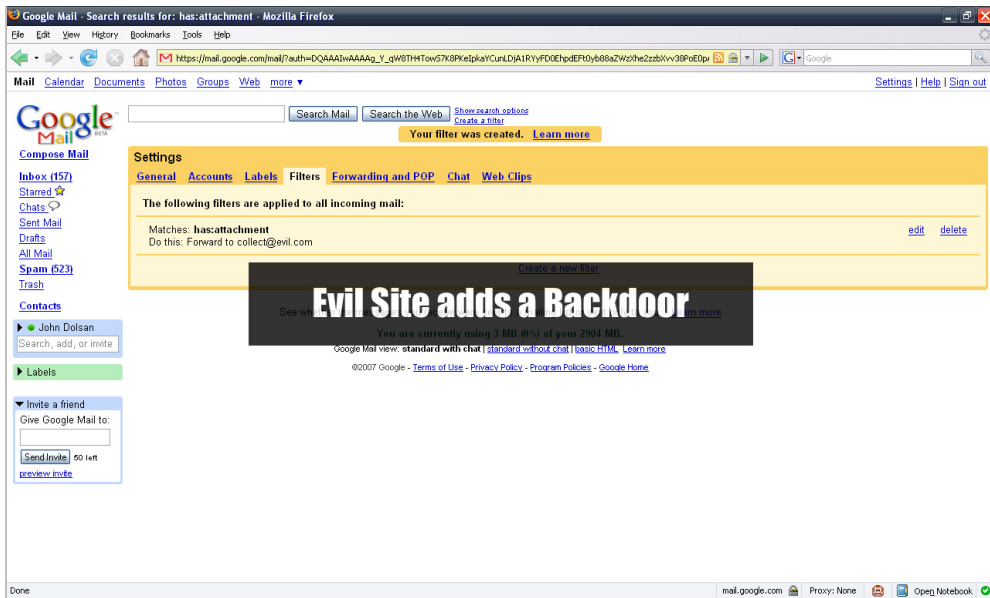 Google Mail - Search results for: has:attachment - Mozilla Firefox
File Edit View History Bookmarks Tools Help
Google
Mail Calendar Documents Photos Groups Web more ▼
Settings | Help | Sign out
Google
Mail BETA
Search Mail Search the Web Show search options
Create a filter
Your filter was created. Learn more
Compose Mail
Inbox (157)
Starred
Chats
Sent Mail
Drafts
All Mail
Spam (523)
Trash
Contacts
John Dolsan
Search, add, or invite
Labels
Invite a friend
Give Google Mail to:
Send Invite 50 left
preview invite
Settings
General Accounts Labels Filters Forwarding and POP Chat Web Clips
The following filters are applied to all incoming mail:
Matches: has:attachment
Do this: Forward to collect@evil.com
edit delete
Create a new filter
Evil Site adds a Backdoor
You are currently using 3 MB (0%) of your 2904 MB.
Google Mail view: standard with chat | standard without chat | basic HTML Learn more
©2007 Google - Terms of Use - Privacy Policy - Program Policies - Google Home
Done
mail.google.com Proxy: None Open Notebook